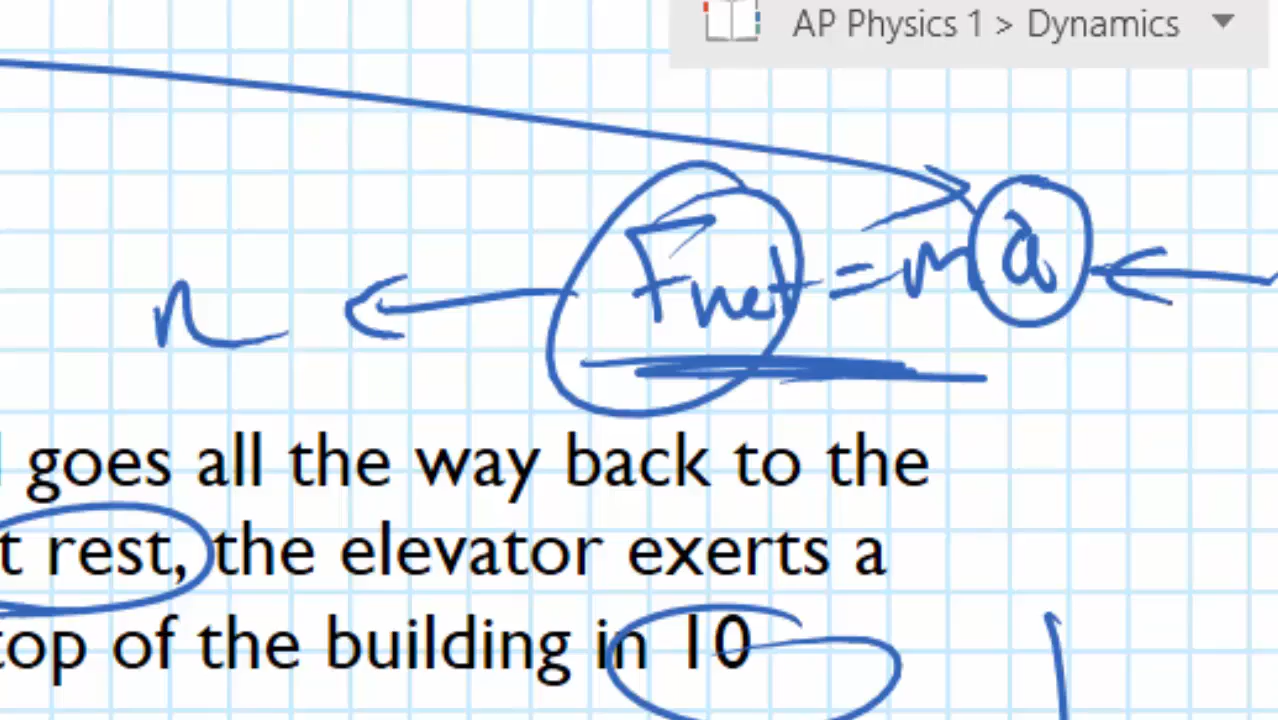 AP Physics 1 > Dynamics
n ← Fnet = ma ←
goes all the way back to the
t rest, the elevator exerts a
top of the building in 10